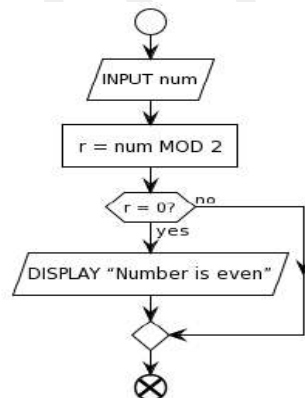 INPUT num
r = num MOD 2
r = 0?
no
yes
DISPLAY “Number is even”